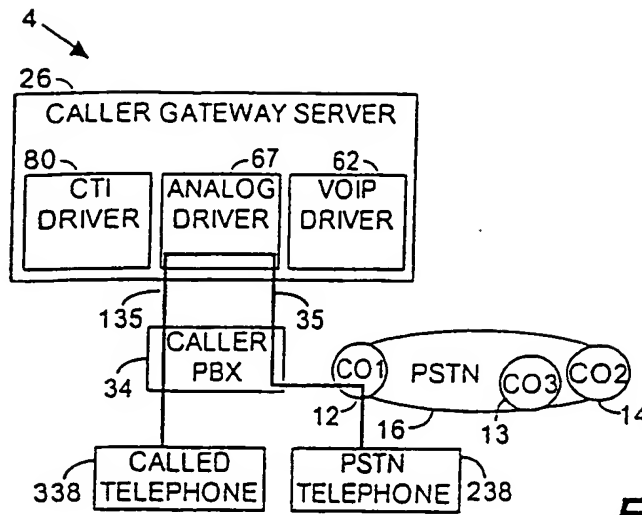 4
26
CALLER GATEWAY SERVER
80
67
62
CTI
DRIVER
ANALOG
DRIVER
VOIP
DRIVER
135
35
CALLER
PBX
34
CO1
PSTN
CO3
CO2
12
16
13
14
CALLED
TELEPHONE
PSTN
TELEPHONE
338
238